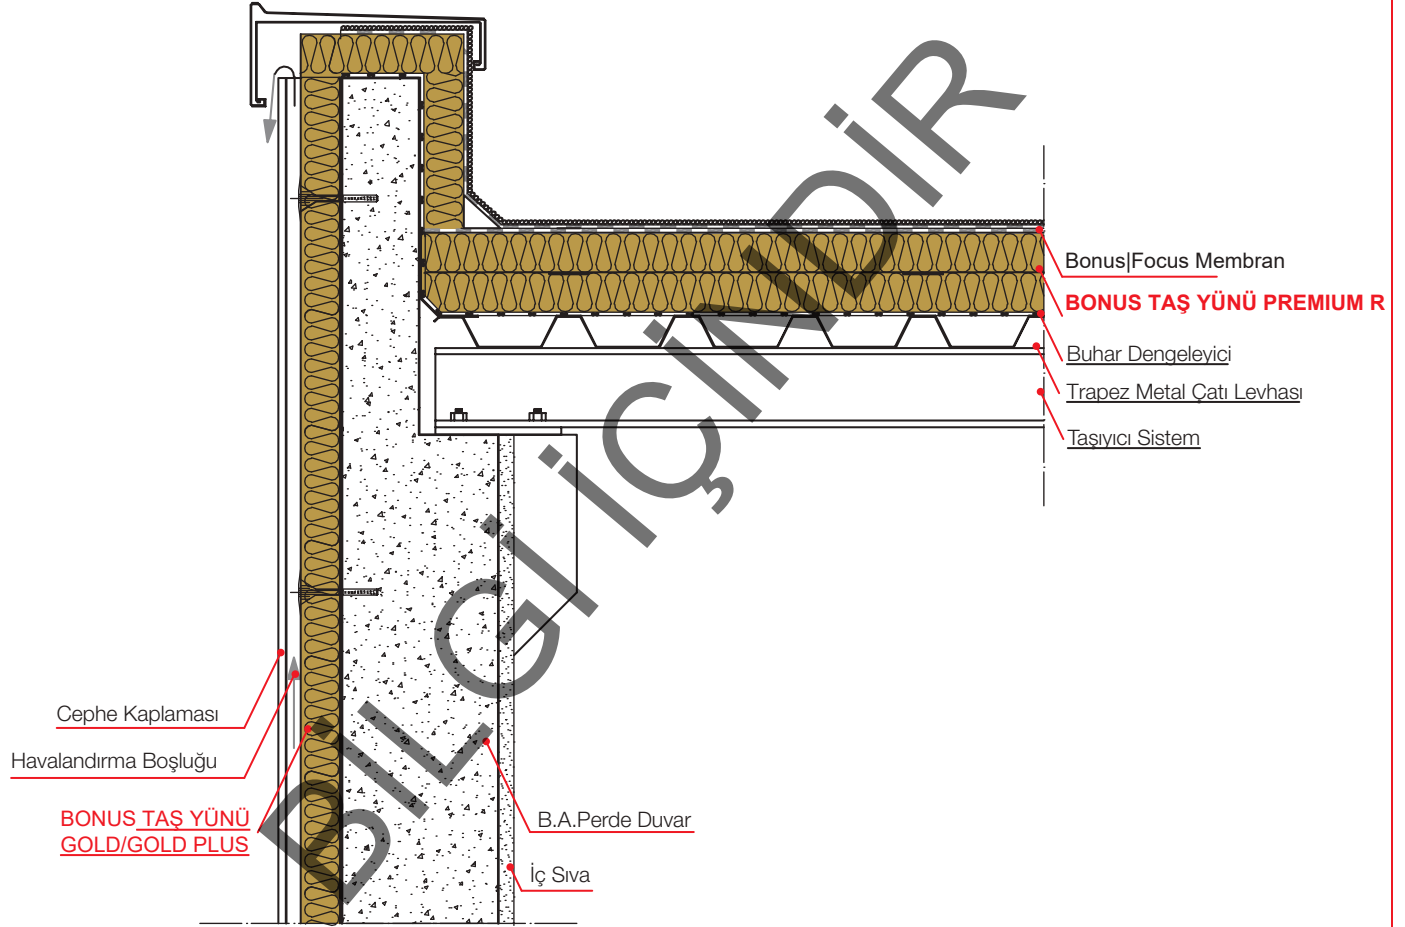 Bonus|Focus Membran
BONUS TAŞ YÜNÜ PREMIUM R
Buhar Dengeleyici
Trapez Metal Çatı Levhası
Taşıyıcı Sistem
Cephe Kaplaması
Havalandırma Boşluğu
BONUS TAŞ YÜNÜ
GOLD/GOLD PLUS
B.A.Perde Duvar
İç Sıva
BİLGİ İÇİNDİR